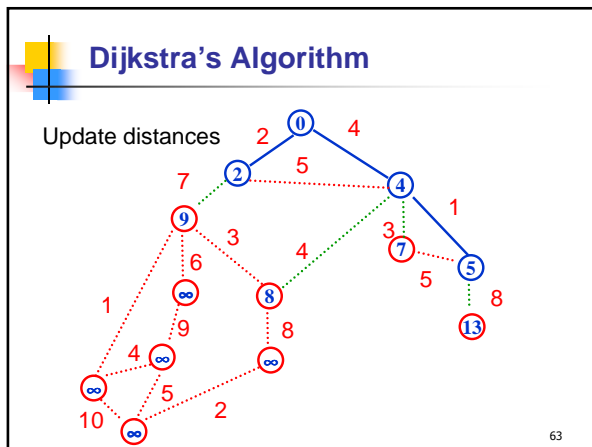 Dijkstra's Algorithm
Update distances
0
2 4
2 5 4
7
9 3 4 3 7 1
6 5 5
∞ 8 8
1 13
9 8
4 ∞ ∞
∞ 5 2
10
∞
63